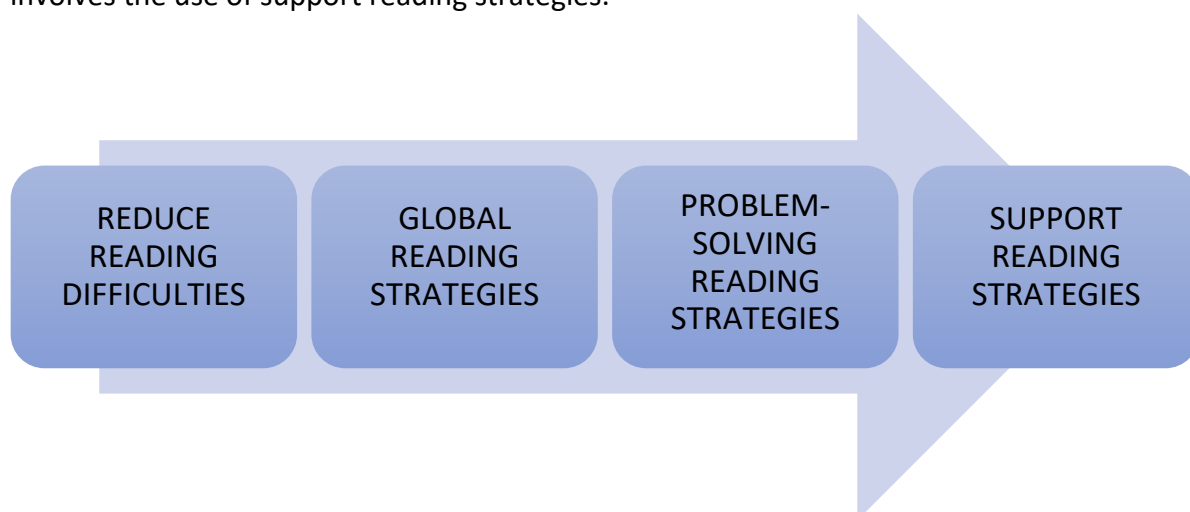 involves the use of support reading strategies.
REDUCE
READING
DIFFICULTIES
GLOBAL
READING
STRATEGIES
PROBLEM-
SOLVING
READING
STRATEGIES
SUPPORT
READING
STRATEGIES